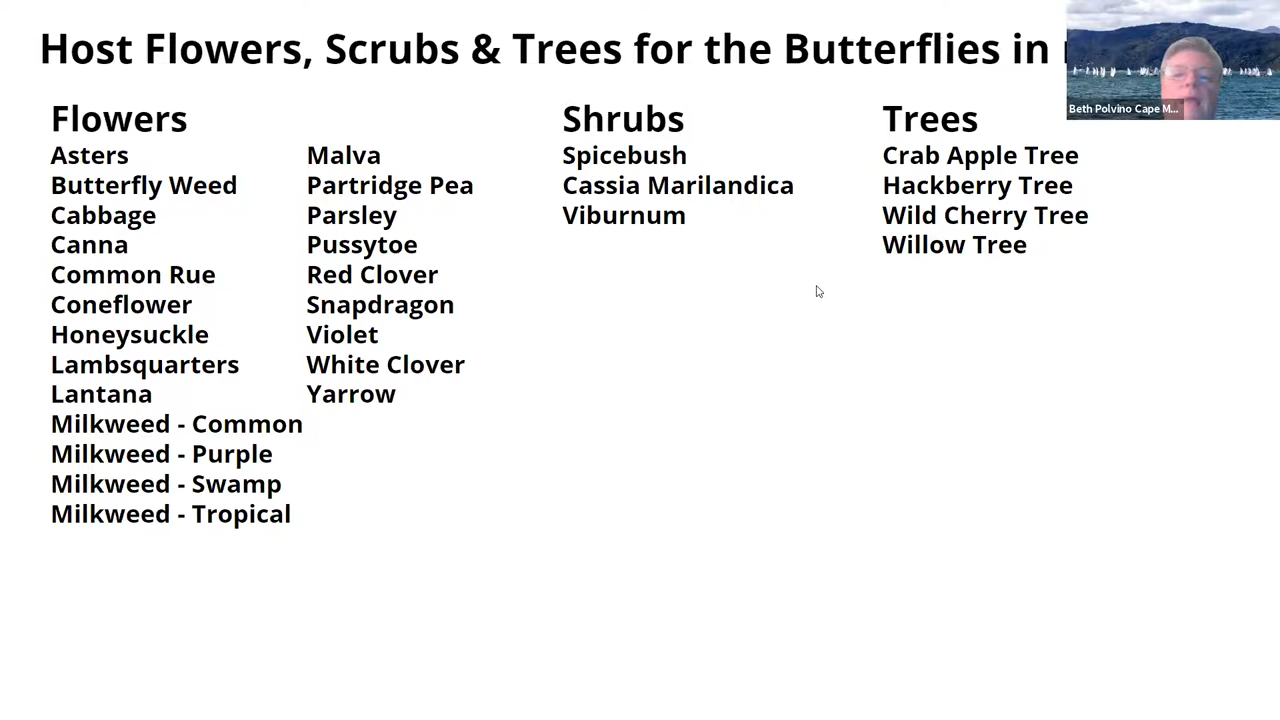 Host Flowers, Scrubs & Trees for the Butterflies in
Beth Polvino Cape M...
Flowers
Asters
Butterfly Weed
Cabbage
Canna
Common Rue
Coneflower
Honeysuckle
Lambsquarters
Lantana
Milkweed - Common
Milkweed - Purple
Milkweed - Swamp
Milkweed - Tropical
Malva
Partridge Pea
Parsley
Pussytoe
Red Clover
Snapdragon
Violet
White Clover
Yarrow
Shrubs
Spicebush
Cassia Marilandica
Viburnum
Trees
Crab Apple Tree
Hackberry Tree
Wild Cherry Tree
Willow Tree